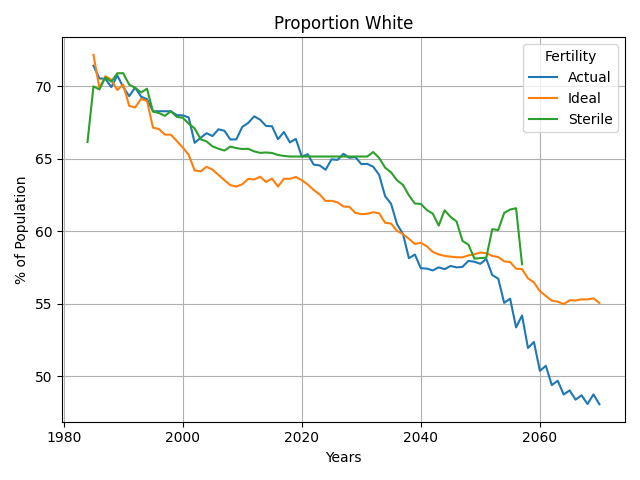 Proportion White
Fertility
Actual
Ideal
Sterile
% of Population
70
65
60
55
50
1980
2000
2020
2040
2060
Years